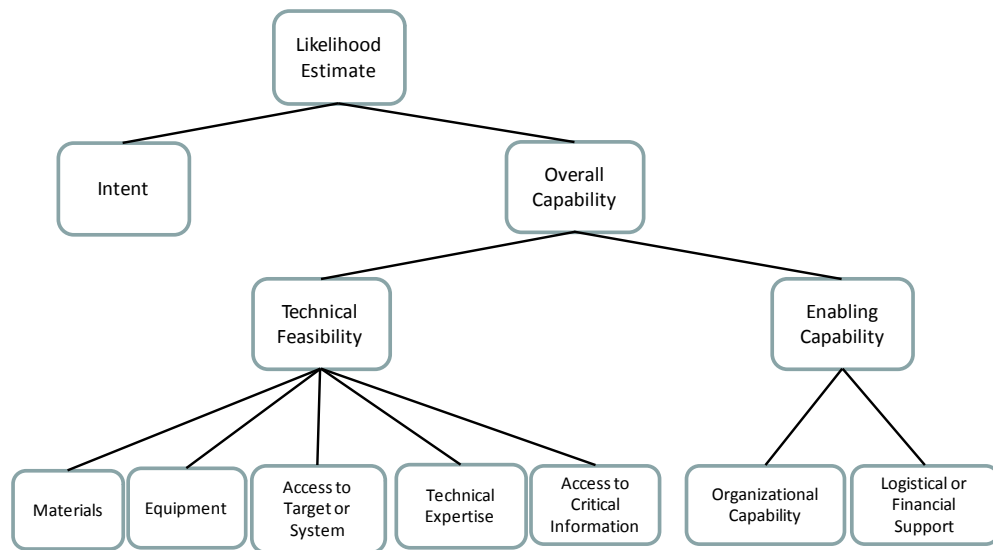 Likelihood
Estimate
Intent
Overall
Capability
Technical
Feasibility
Enabling
Capability
Materials
Equipment
Access to
Target or
System
Technical
Expertise
Access to
Critical
Information
Organizational
Capability
Logistical or
Financial
Support